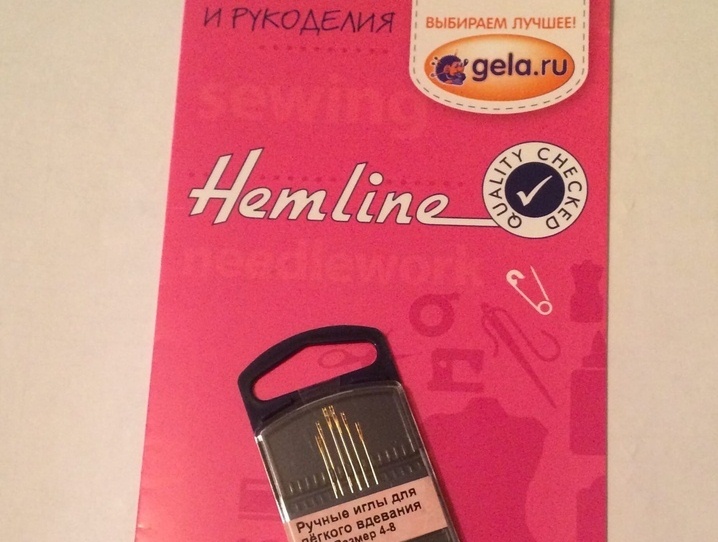 И РУКОДЕЛИЯ
ВЫБИРАЕМ ЛУЧШЕЕ!
gela.ru
sewing
Hemline
QUALITY CHECKED
needlework
Ручные иглы для
лёгкого вдевания
Размер 4-8